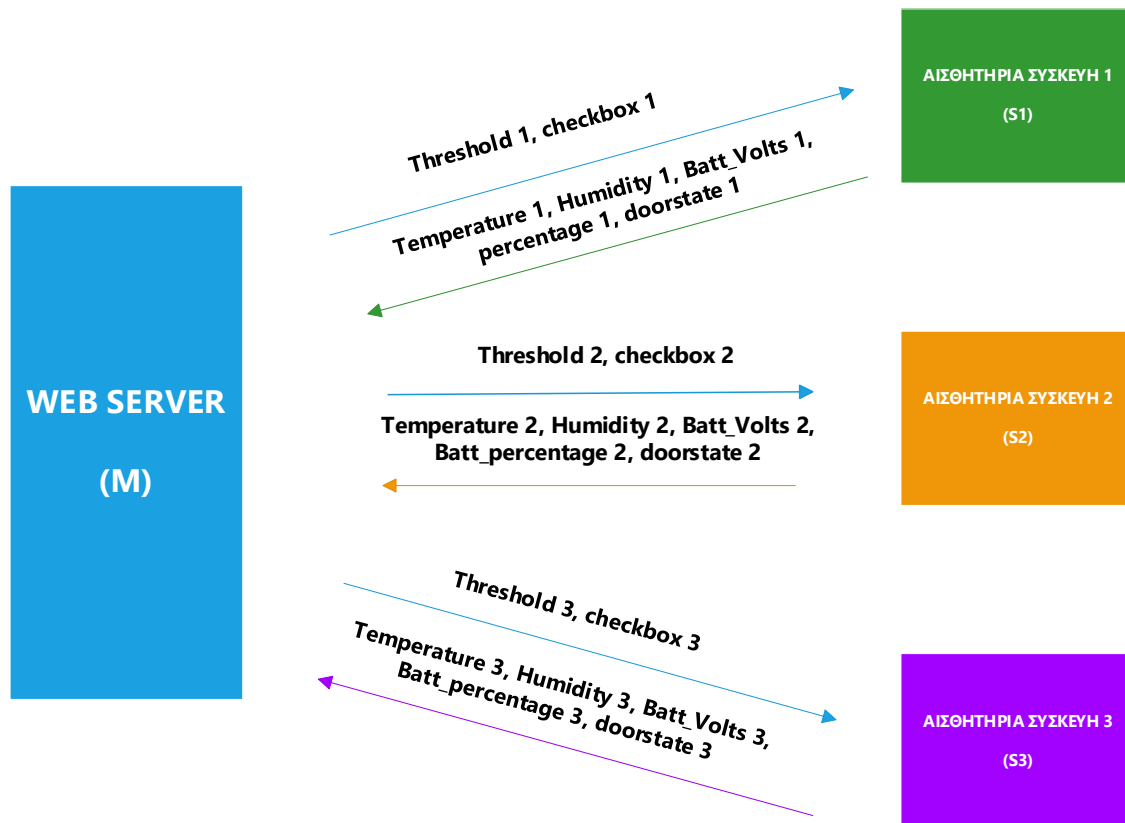 ΑΙΣΘΗΤΗΡΙΑ ΣΥΣΚΕΥΗ 1
(S1)
Threshold 1, checkbox 1
Temperature 1, Humidity 1, Batt_Volts 1,
percentage 1, doorstate 1
WEB SERVER
(M)
Threshold 2, checkbox 2
Temperature 2, Humidity 2, Batt_Volts 2,
Batt_percentage 2, doorstate 2
ΑΙΣΘΗΤΗΡΙΑ ΣΥΣΚΕΥΗ 2
(S2)
Threshold 3, checkbox 3
Temperature 3, Humidity 3, Batt_Volts 3,
Batt_percentage 3, doorstate 3
ΑΙΣΘΗΤΗΡΙΑ ΣΥΣΚΕΥΗ 3
(S3)